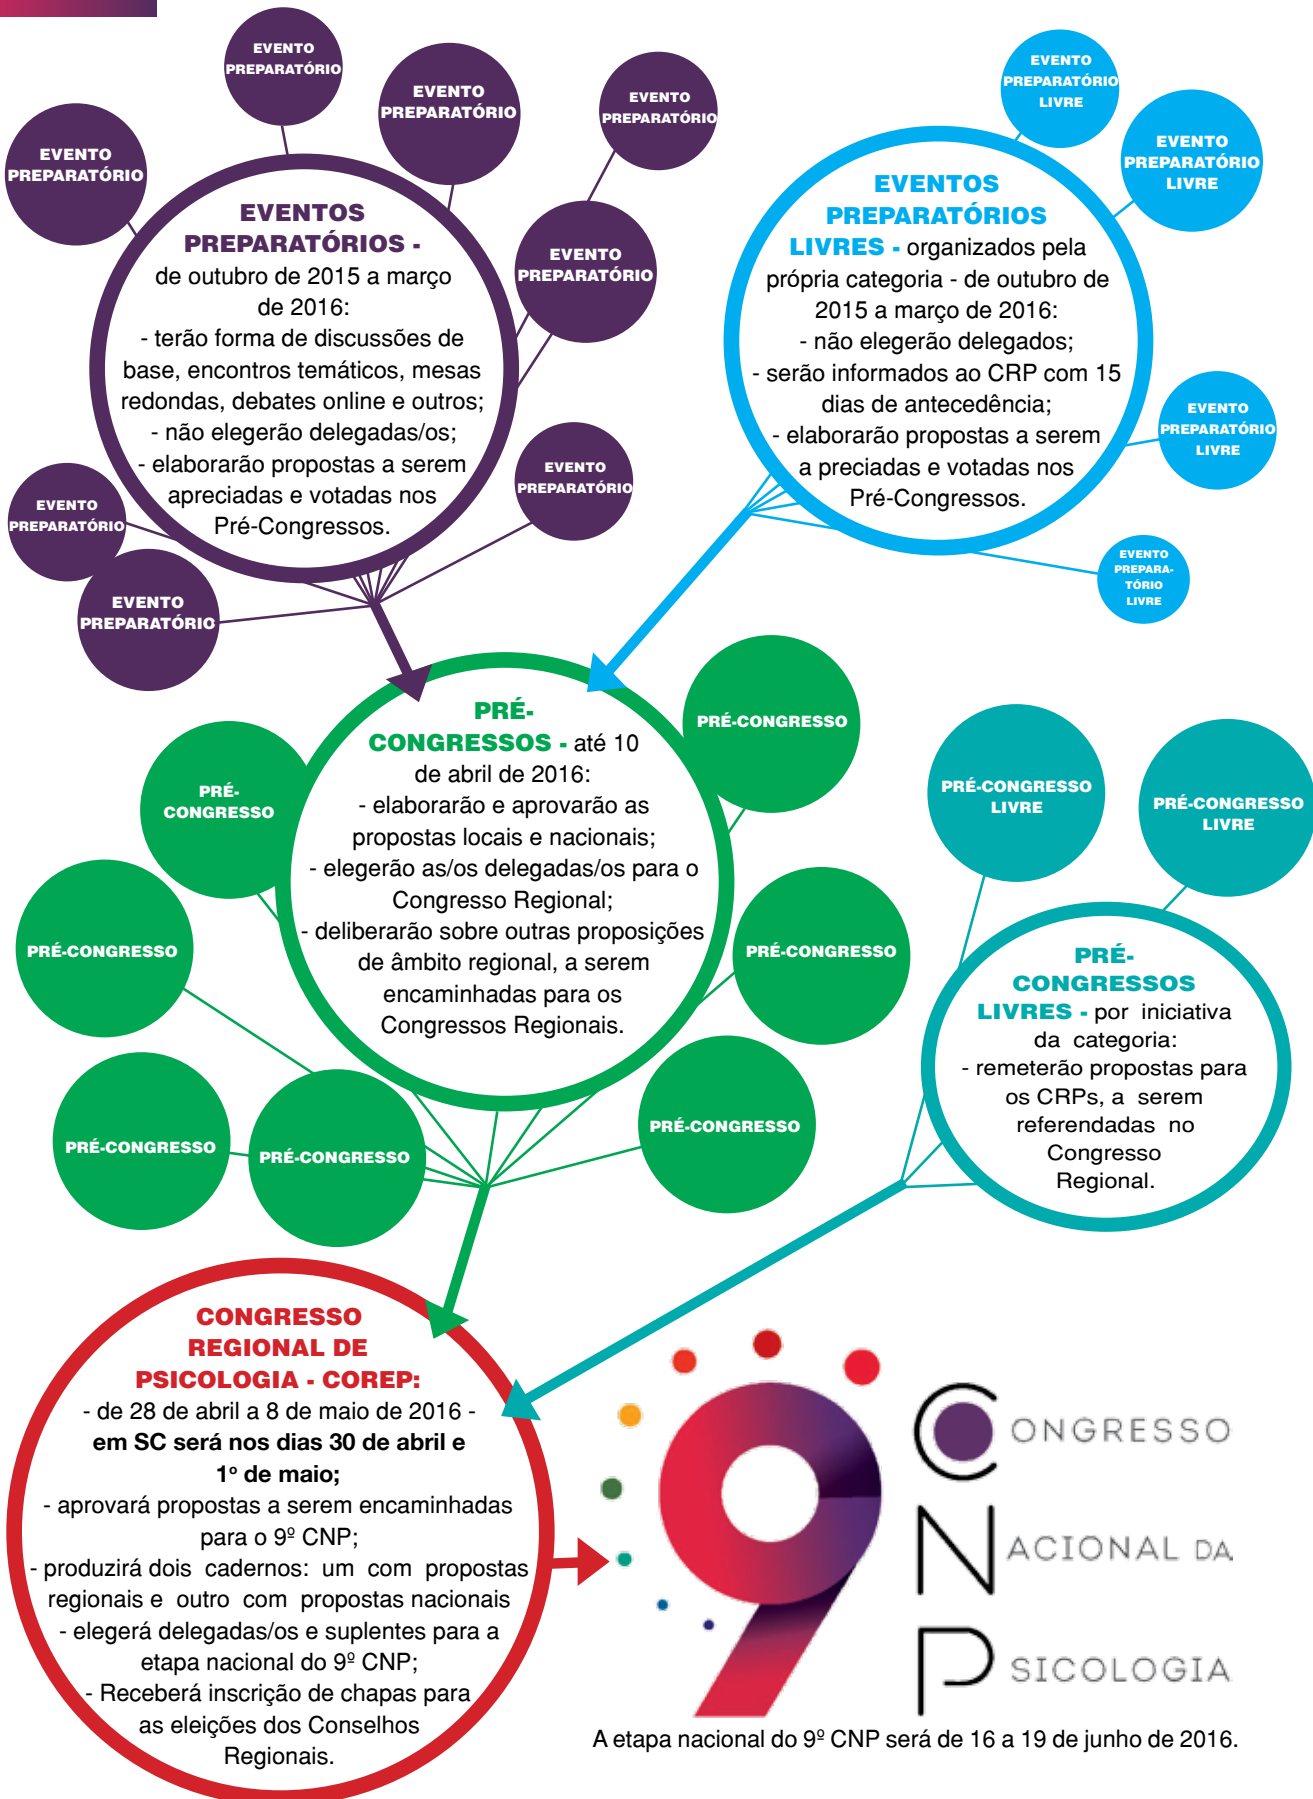 EVENTO
PREPARATÓRIO
EVENTO
PREPARATÓRIO
EVENTO
PREPARATÓRIO
EVENTO
PREPARATÓRIO
EVENTO
PREPARATÓRIO
EVENTOS
PREPARATÓRIOS -
de outubro de 2015 a março
de 2016:
- terão forma de discussões de
base, encontros temáticos, mesas
redondas, debates online e outros;
- não elegerão delegadas/os;
- elaborarão propostas a serem
apreciadas e votadas nos
Pré-Congressos.
EVENTO
PREPARATÓRIO
EVENTO
PREPARATÓRIO
EVENTO
PREPARATÓRIO
EVENTO
PREPARATÓRIO
LIVRE
EVENTO
PREPARATÓRIO
LIVRE
EVENTOS
PREPARATÓRIOS
LIVRES - organizados pela
própria categoria - de outubro de
2015 a março de 2016:
- não elegerão delegados;
- serão informados ao CRP com 15
dias de antecedência;
- elaborarão propostas a serem
a preciadas e votadas nos
Pré-Congressos.
EVENTO
PREPARATÓRIO
LIVRE
EVENTO
PREPARA-
TÓRIO
LIVRE
PRÉ-
CONGRESSOS - até 10
de abril de 2016:
- elaborarão e aprovarão as
propostas locais e nacionais;
- elegerão as/os delegadas/os para o
Congresso Regional;
- deliberarão sobre outras proposições
de âmbito regional, a serem
encaminhadas para os
Congressos Regionais.
PRÉ-CONGRESSO
PRÉ-
CONGRESSO
PRÉ-CONGRESSO
PRÉ-CONGRESSO
PRÉ-CONGRESSO
PRÉ-CONGRESSO
PRÉ-CONGRESSO
PRÉ-CONGRESSO
LIVRE
PRÉ-CONGRESSO
LIVRE
PRÉ-
CONGRESSOS
LIVRES - por iniciativa
da categoria:
- remeterão propostas para
os CRPs, a serem
referendadas no
Congresso
Regional.
CONGRESSO
REGIONAL DE
PSICOLOGIA - COREP:
- de 28 de abril a 8 de maio de 2016 -
em SC será nos dias 30 de abril e
1º de maio;
- aprovará propostas a serem encaminhadas
para o 9º CNP;
- produzirá dois cadernos: um com propostas
regionais e outro com propostas nacionais
- elegerá delegadas/os e suplentes para a
etapa nacional do 9º CNP;
- Receberá inscrição de chapas para
as eleições dos Conselhos
Regionais.
9
CONGRESSO
NACIONAL DA
PSICOLOGIA
A etapa nacional do 9º CNP será de 16 a 19 de junho de 2016.